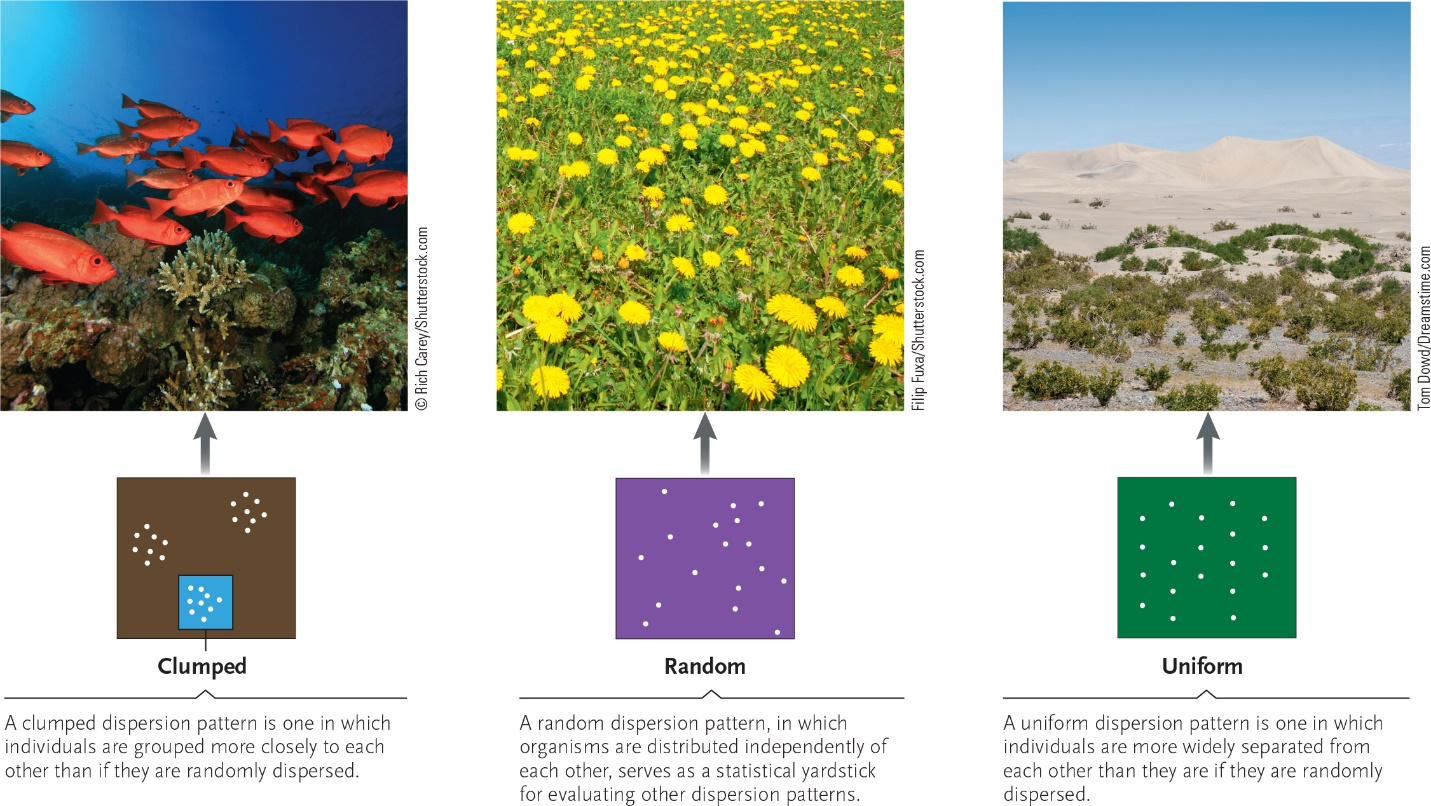 © Rich Carey/Shutterstock.com
Filip Fuxa/Shutterstock.com
Tom Dowd/Dreamstime.com
Clumped
A clumped dispersion pattern is one in which
individuals are grouped more closely to each
other than if they are randomly dispersed.
Random
A random dispersion pattern, in which
organisms are distributed independently of
each other, serves as a statistical yardstick
for evaluating other dispersion patterns.
Uniform
A uniform dispersion pattern is one in which
individuals are more widely separated from
each other than they are if they are randomly
dispersed.